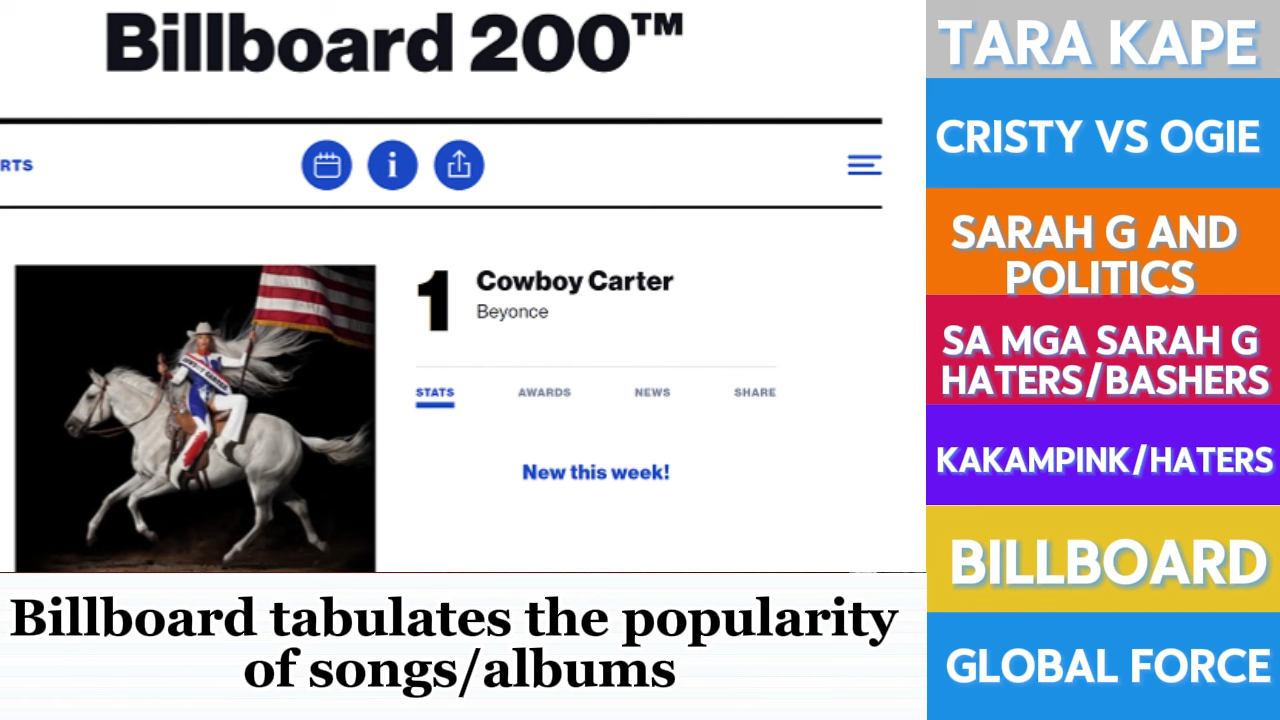 Billboard 200™
RTS
1
Cowboy Carter
Beyonce
STATS AWARDS NEWS SHARE
New this week!
COWBOY CARTER
Billboard tabulates the popularity
of songs/albums
TARA KAPE
CRISTY VS OGIE
SARAH G AND
POLITICS
SA MGA SARAH G
HATERS/BASHERS
KAKAMPINK/HATERS
BILLBOARD
GLOBAL FORCE